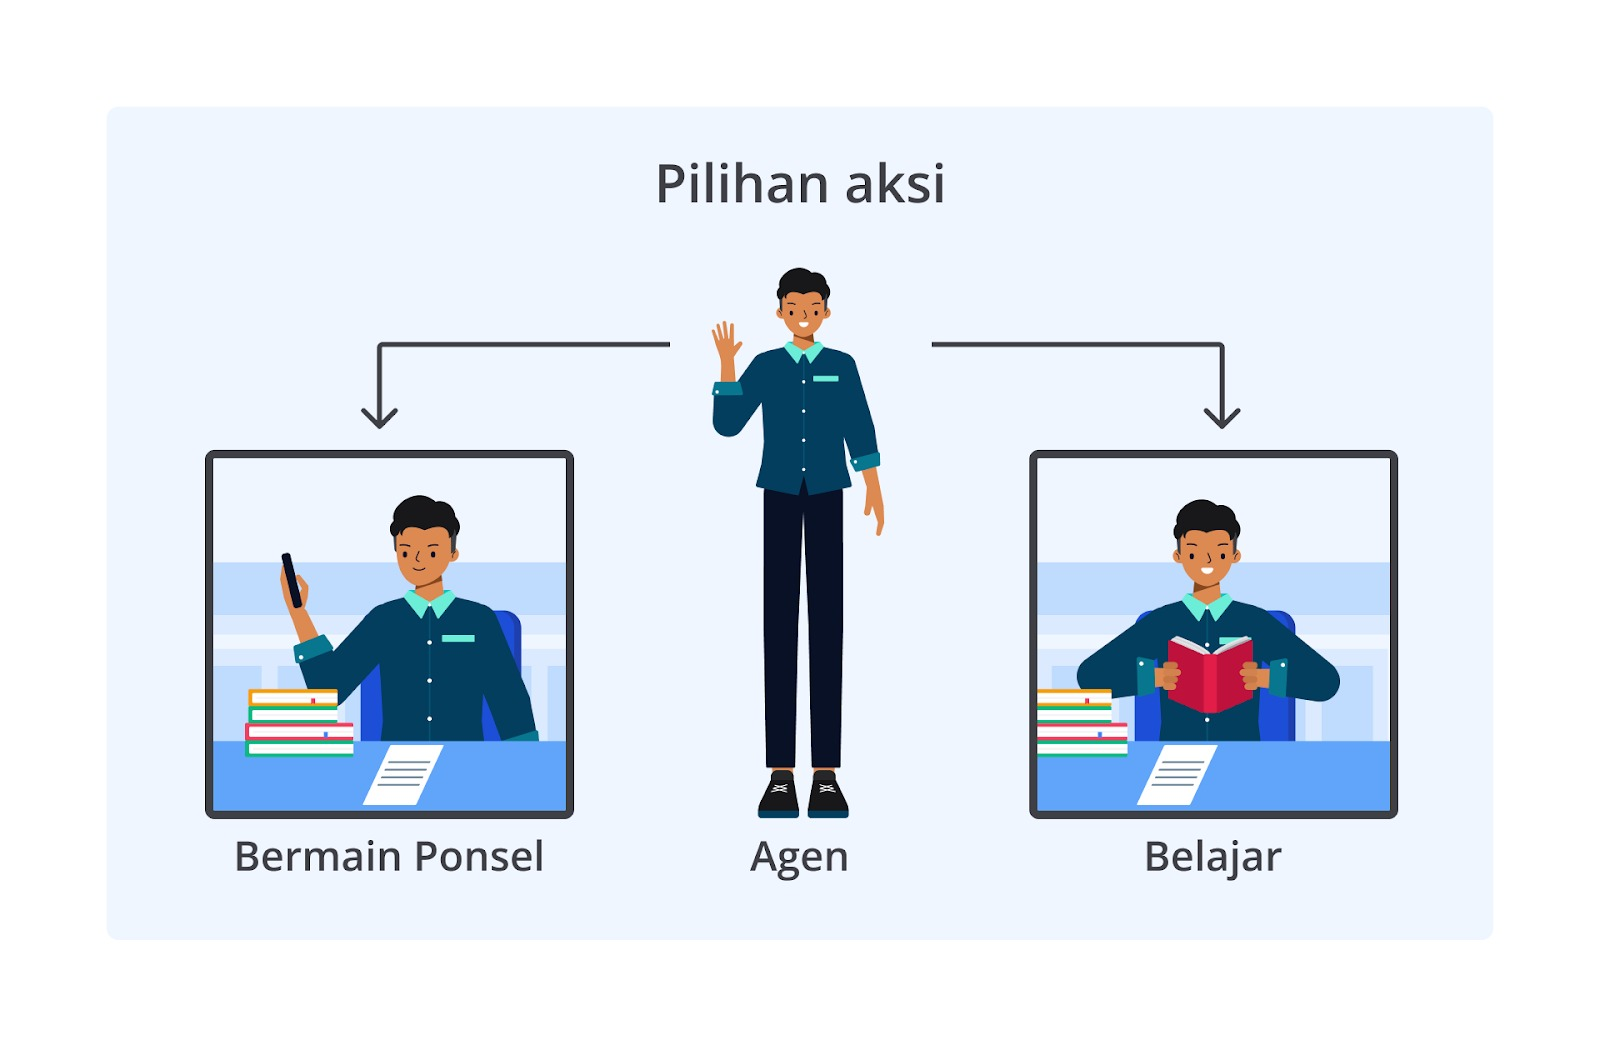 Pilihan aksi
Bermain Ponsel
Agen
Belajar